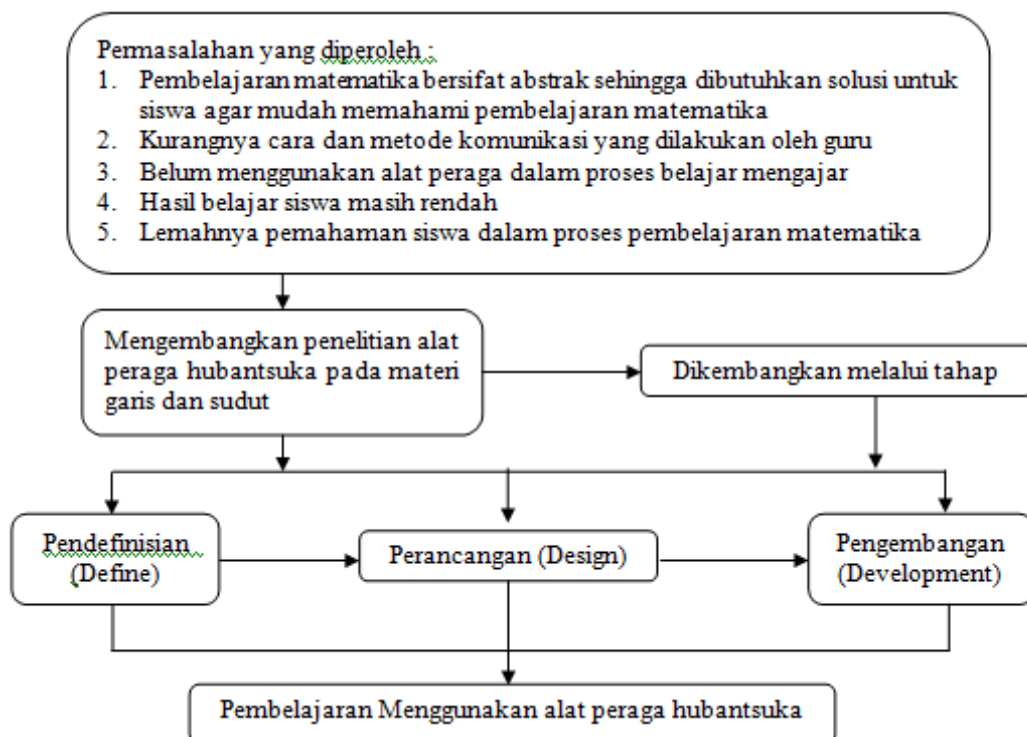 Permasalahan yang diperoleh :
1. Pembelajaran matematika bersifat abstrak sehingga dibutuhkan solusi untuk
siswa agar mudah memahami pembelajaran matematika
2. Kurangnya cara dan metode komunikasi yang dilakukan oleh guru
3. Belum menggunakan alat peraga dalam proses belajar mengajar
4. Hasil belajar siswa masih rendah
5. Lemahnya pemahaman siswa dalam proses pembelajaran matematika
Mengembangkan penelitian alat
peraga hubantsuka pada materi
garis dan sudut
Dikembangkan melalui tahap
Pendefinisian
(Define)
Perancangan (Design)
Pengembangan
(Development)
Pembelajaran Menggunakan alat peraga hubantsuka